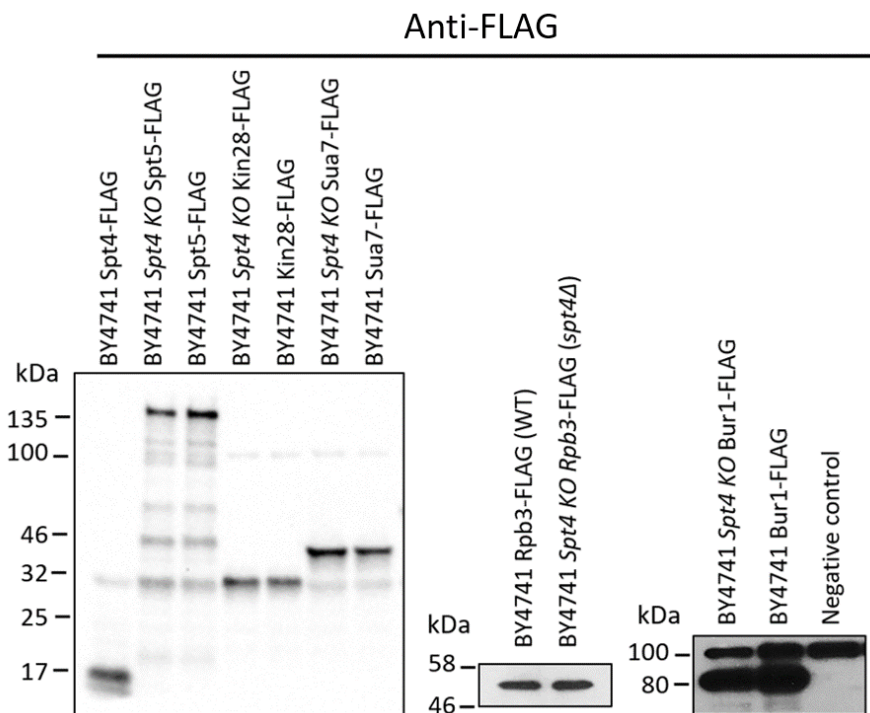 Anti-FLAG
BY4741 Spt4-FLAG
BY4741 Spt4 KO Spt5-FLAG
BY4741 Spt5-FLAG
BY4741 Spt4 KO Kin28-FLAG
BY4741 Kin28-FLAG
BY4741 Spt4 KO Sua7-FLAG
BY4741 Sua7-FLAG
kDa
135
100
46
32
25
17
BY4741 Rpb3-FLAG (WT)
BY4741 Spt4 KO Rpb3-FLAG (spt4Δ)
kDa
58
46
BY4741 Spt4 KO Bur1-FLAG
BY4741 Bur1-FLAG
Negative control
kDa
100
80